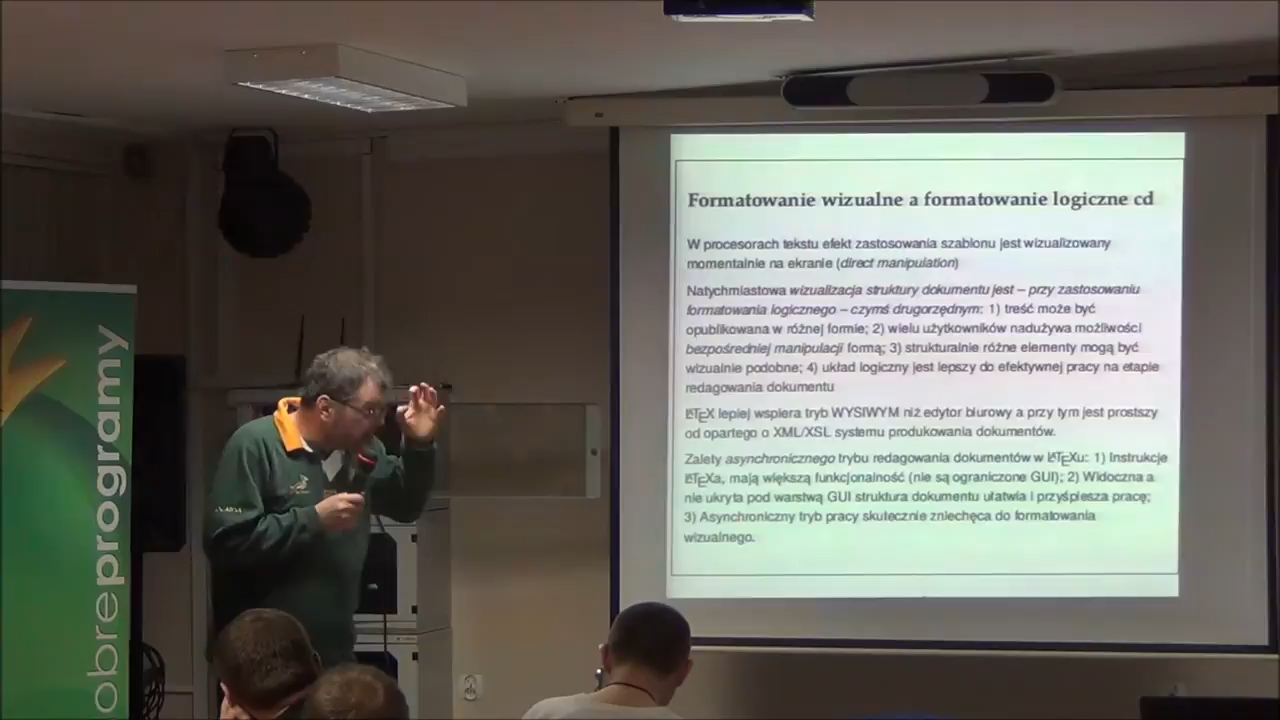 Formatowanie wizualne a formatowanie logiczne cd
W procesorach tekstu efekt zastosowania szablonu jest wizualizowany
momentalnie na ekranie (direct manipulation)
Natychmiastowa wizualizacja struktury dokumentu jest – przy zastosowaniu
formatowania logicznego – czymś drugorzędnym: 1) treść może być
opublikowana w różnej formie; 2) wielu użytkowników nadużywa możliwości
bezpośredniej manipulacji formą; 3) strukturalnie różne elementy mogą być
wizualnie podobne; 4) układ logiczny jest lepszy do efektywnej pracy na etapie
redagowania dokumentu
LATEX lepiej wspiera tryb WYSIWYM niż edytor biurowy a przy tym jest prostszy
od opartego o XML/XSL systemu produkowania dokumentów.
Zalety asynchronicznego trybu redagowania dokumentów w LATEXu: 1) Instrukcje
LATEXa, mają większą funkcjonalność (nie są ograniczone GUI); 2) Widoczna a
nie ukryta pod warstwą GUI struktura dokumentu ułatwia i przyśpiesza pracę;
3) Asynchroniczny tryb pracy skutecznie zniechęca do formatowania
wizualnego.
obreprogramy